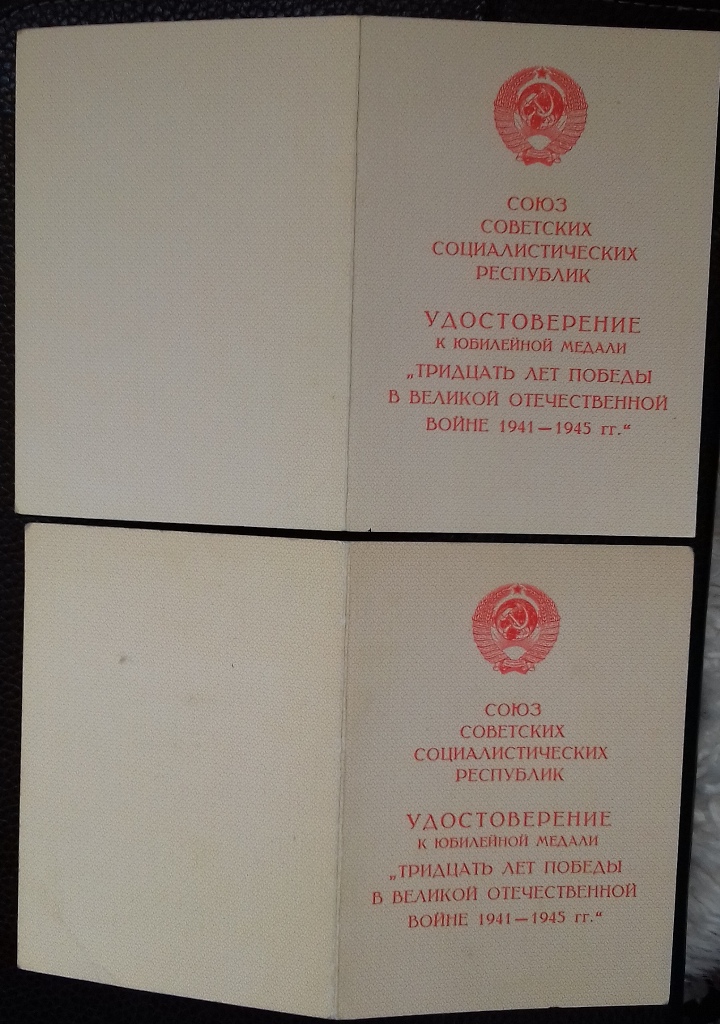 СОЮЗ
СОВЕТСКИХ
СОЦИАЛИСТИЧЕСКИХ
РЕСПУБЛИК
УДОСТОВЕРЕНИЕ
К ЮБИЛЕЙНОЙ МЕДАЛИ
„ТРИДЦАТЬ ЛЕТ ПОБЕДЫ
В ВЕЛИКОЙ ОТЕЧЕСТВЕННОЙ
ВОЙНЕ 1941—1945 гг.“
СОЮЗ
СОВЕТСКИХ
СОЦИАЛИСТИЧЕСКИХ
РЕСПУБЛИК
УДОСТОВЕРЕНИЕ
К ЮБИЛЕЙНОЙ МЕДАЛИ
„ТРИДЦАТЬ ЛЕТ ПОБЕДЫ
В ВЕЛИКОЙ ОТЕЧЕСТВЕННОЙ
ВОЙНЕ 1941—1945 гг.“